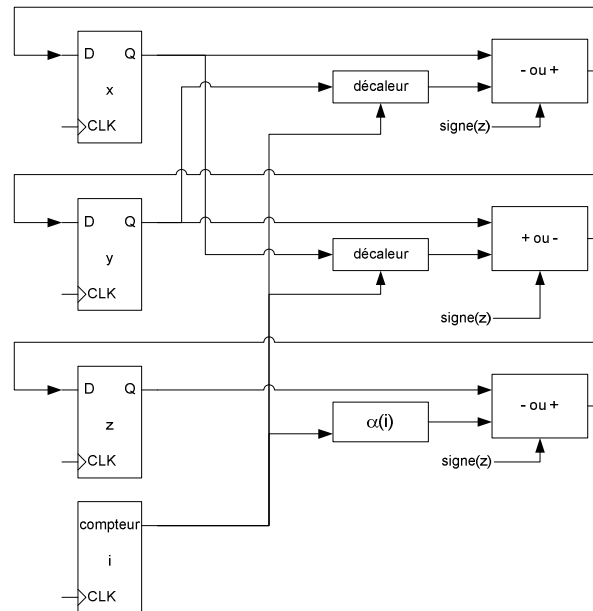 D Q
x
CLK
décaleur
- ou +
signe(z)
D Q
y
CLK
décaleur
+ ou -
signe(z)
D Q
z
CLK
α(i)
- ou +
signe(z)
compteur
i
CLK